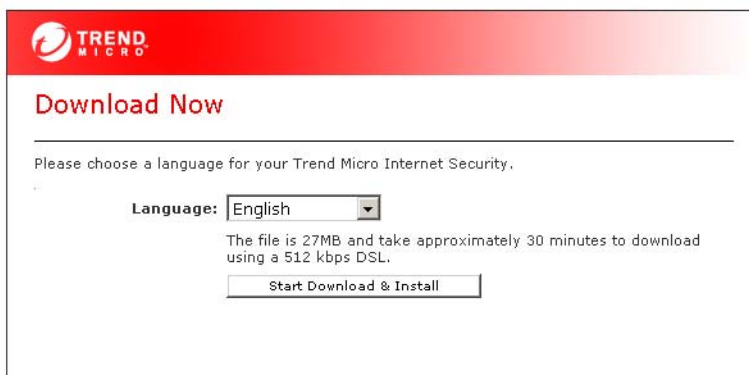 TREND
MICRO™
Download Now
Please choose a language for your Trend Micro Internet Security.
Language: English
The file is 27MB and take approximately 30 minutes to download
using a 512 kbps DSL.
Start Download & Install